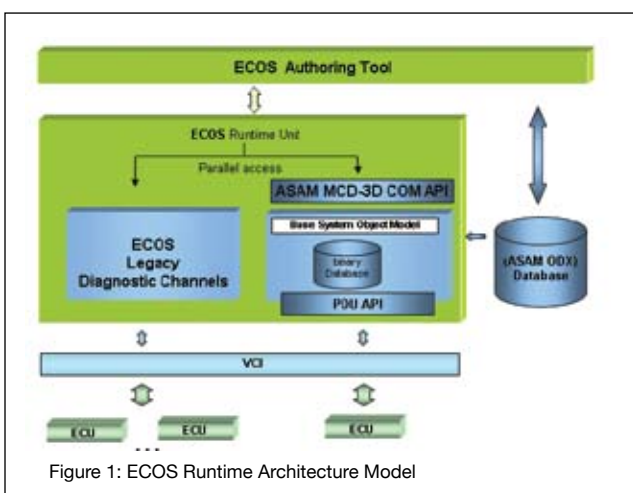 ECOS Authoring Tool
ECOS Runtime Unit
Parallel access
ASAM MCD-3D COM API
Base System Object Model
ECOS
Legacy
Diagnostic Channels
binary
Database
PDU API
(ASAM ODX)
Database
VCI
ECU
ECU
ECU
...
Figure 1: ECOS Runtime Architecture Model